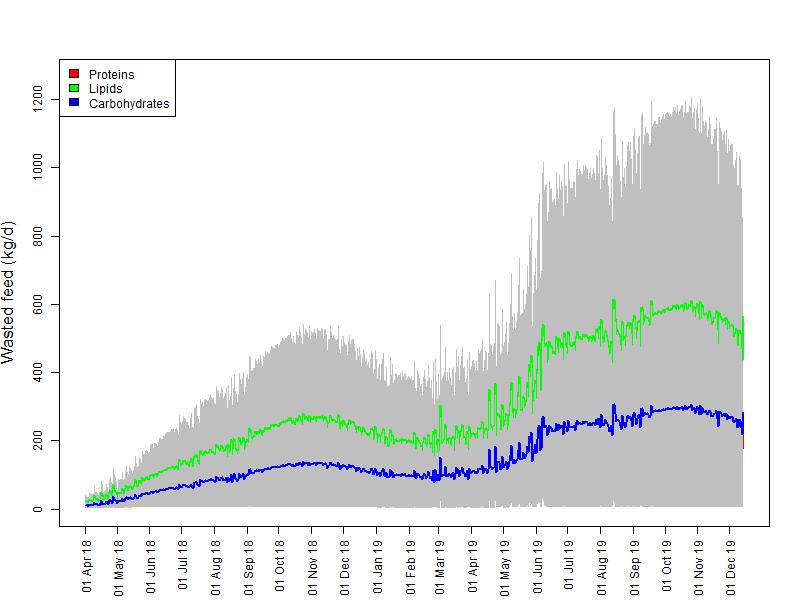 Proteins
Lipids
Carbohydrates
Wasted feed (kg/d)
1200
1000
800
600
400
200
0
01 Apr 18
01 May 18
01 Jun 18
01 Jul 18
01 Aug 18
01 Sep 18
01 Oct 18
01 Nov 18
01 Dec 18
01 Jan 19
01 Feb 19
01 Mar 19
01 Apr 19
01 May 19
01 Jun 19
01 Jul 19
01 Aug 19
01 Sep 19
01 Oct 19
01 Nov 19
01 Dec 19